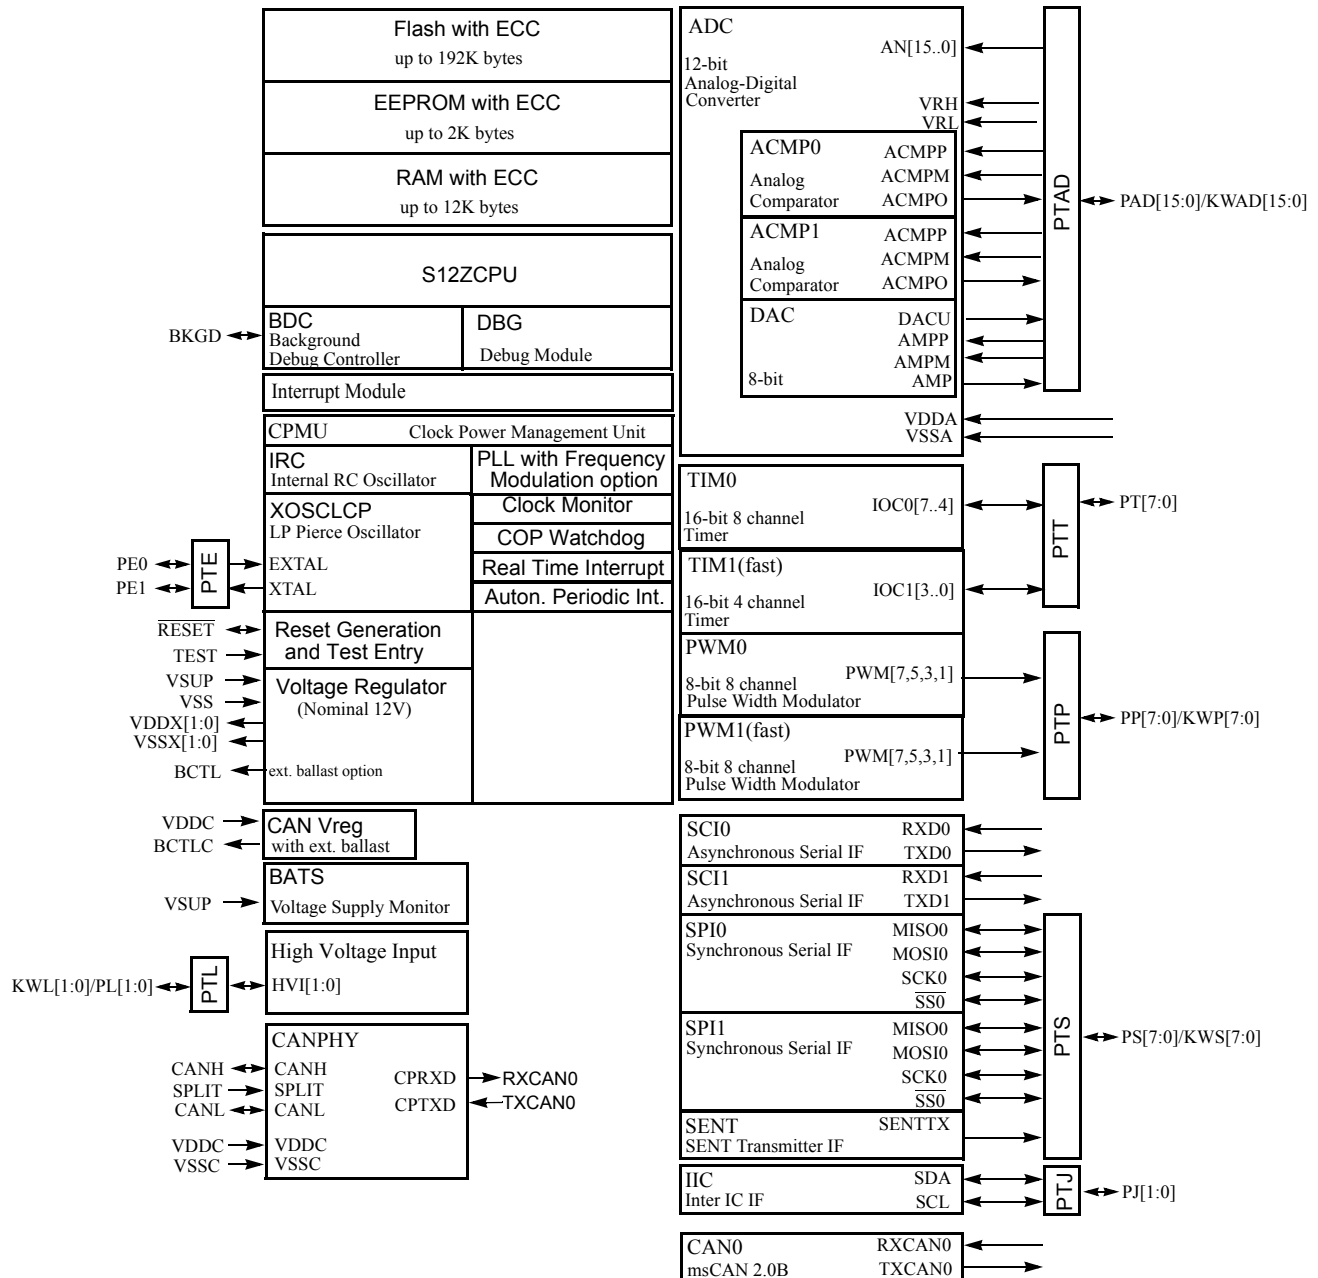 Flash with ECC
up to 192K bytes
EEPROM with ECC
up to 2K bytes
RAM with ECC
up to 12K bytes
S12ZCPU
BKGD
BDC
Background
Debug Controller
DBG
Debug Module
Interrupt Module
CPMU Clock Power Management Unit
IRC
Internal RC Oscillator
PLL with Frequency
Modulation option
XOSCLCP
LP Pierce Oscillator
Clock Monitor
COP Watchdog
Real Time Interrupt
Auton. Periodic Int.
PE0
PE1
PTE
EXTAL
XTAL
RESET
TEST
Reset Generation
and Test Entry
VSUP
VSS
VDDX[1:0]
VSSX[1:0]
BCTL
Voltage Regulator
(Nominal 12V)
ext. ballast option
VDDC
BCTLC
CAN Vreg
with ext. ballast
BATS
VSUP
Voltage Supply Monitor
High Voltage Input
KWL[1:0]/PL[1:0]
PTL
HVI[1:0]
CANPHY
CANH
SPLIT
CANL
VDDC
VSSC
CANH
SPLIT
CANL
VDDC
VSSC
CPRXD
CPTXD
RXCAN0
TXCAN0
ADC
12-bit
Analog-Digital
Converter
AN[15..0]
VRH
VRL
ACMP0
Analog
Comparator
ACMPP
ACMPM
ACMPO
ACMP1
Analog
Comparator
ACMPP
ACMPM
ACMPO
DAC
8-bit
DACU
AMPP
AMPM
AMP
VDDA
VSSA
PTAD
PAD[15:0]/KWAD[15:0]
TIM0
16-bit 8 channel
Timer
IOC0[7..4]
TIM1(fast)
16-bit 4 channel
Timer
IOC1[3..0]
PTT
PT[7:0]
PWM0
8-bit 8 channel
Pulse Width Modulator
PWM[7,5,3,1]
PWM1(fast)
8-bit 8 channel
Pulse Width Modulator
PWM[7,5,3,1]
PTP
PP[7:0]/KWP[7:0]
SCI0
Asynchronous Serial IF
RXD0
TXD0
SCI1
Asynchronous Serial IF
RXD1
TXD1
SPI0
Synchronous Serial IF
MISO0
MOSI0
SCK0
SS0
SPI1
Synchronous Serial IF
MISO0
MOSI0
SCK0
SS0
SENT
SENT Transmitter IF
SENTTX
PTS
PS[7:0]/KWS[7:0]
IIC
Inter IC IF
SDA
SCL
PTJ
PJ[1:0]
CAN0
msCAN 2.0B
RXCAN0
TXCAN0